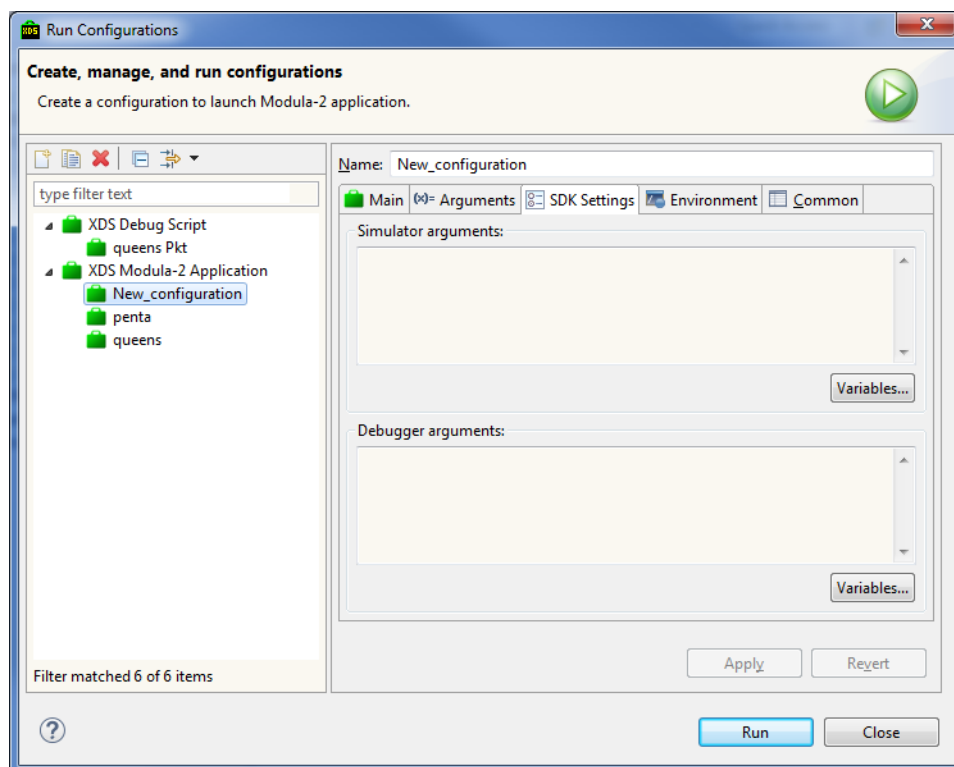 XDS Run Configurations
Create, manage, and run configurations
Create a configuration to launch Modula-2 application.
type filter text
XDS Debug Script
queens Pkt
XDS Modula-2 Application
New_configuration
penta
queens
Filter matched 6 of 6 items
Name: New_configuration
Main (x)= Arguments SDK Settings Environment Common
Simulator arguments:
Variables...
Debugger arguments:
Variables...
Apply Revert
? Run Close